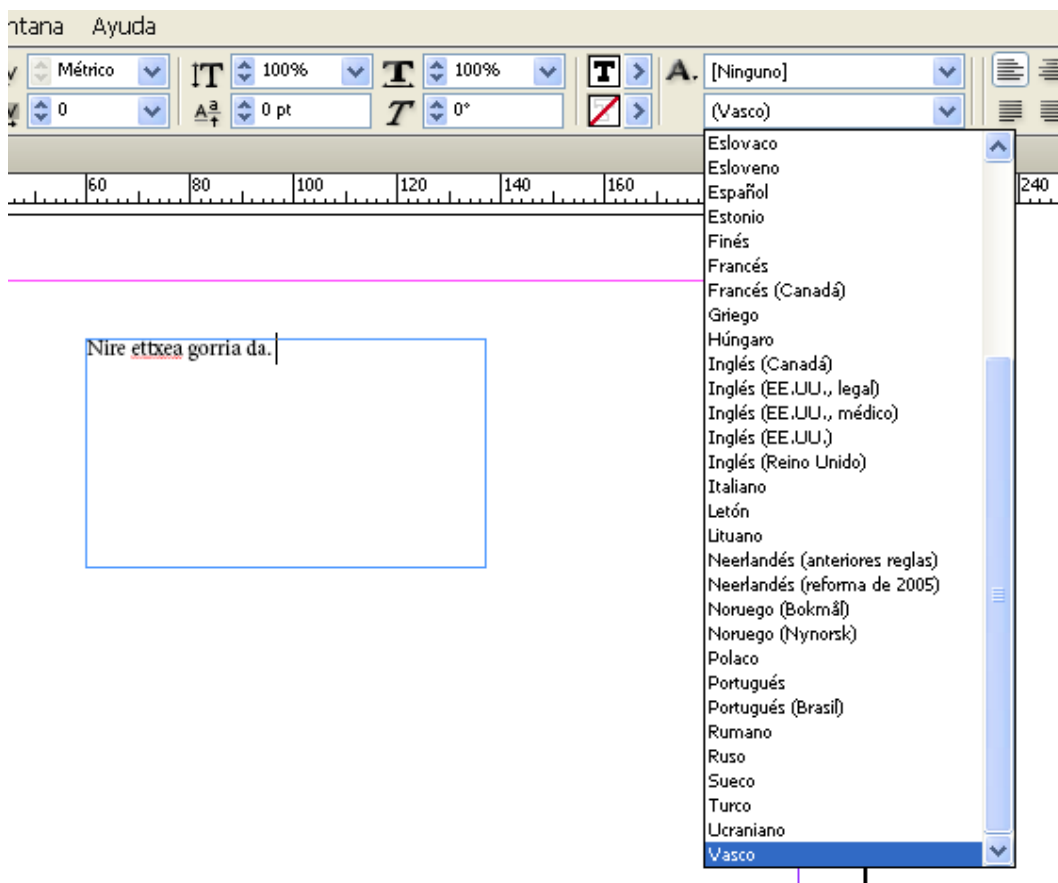 ntana Ayuda
Métrico 100% 100% T A. [Ninguno]
0 0 pt 0° (Vasco)
60 80 100 120 140 160 240
Eslovaco
Esloveno
Español
Estonio
Finés
Francés
Francés (Canadá)
Griego
Húngaro
Inglés (Canadá)
Inglés (EE.UU., legal)
Inglés (EE.UU., médico)
Inglés (EE.UU.)
Inglés (Reino Unido)
Italiano
Letón
Lituano
Neerlandés (anteriores reglas)
Neerlandés (reforma de 2005)
Noruego (Bokmål)
Noruego (Nynorsk)
Polaco
Portugués
Portugués (Brasil)
Rumano
Ruso
Sueco
Turco
Ucraniano
Vasco
Nire ettxea gorria da.